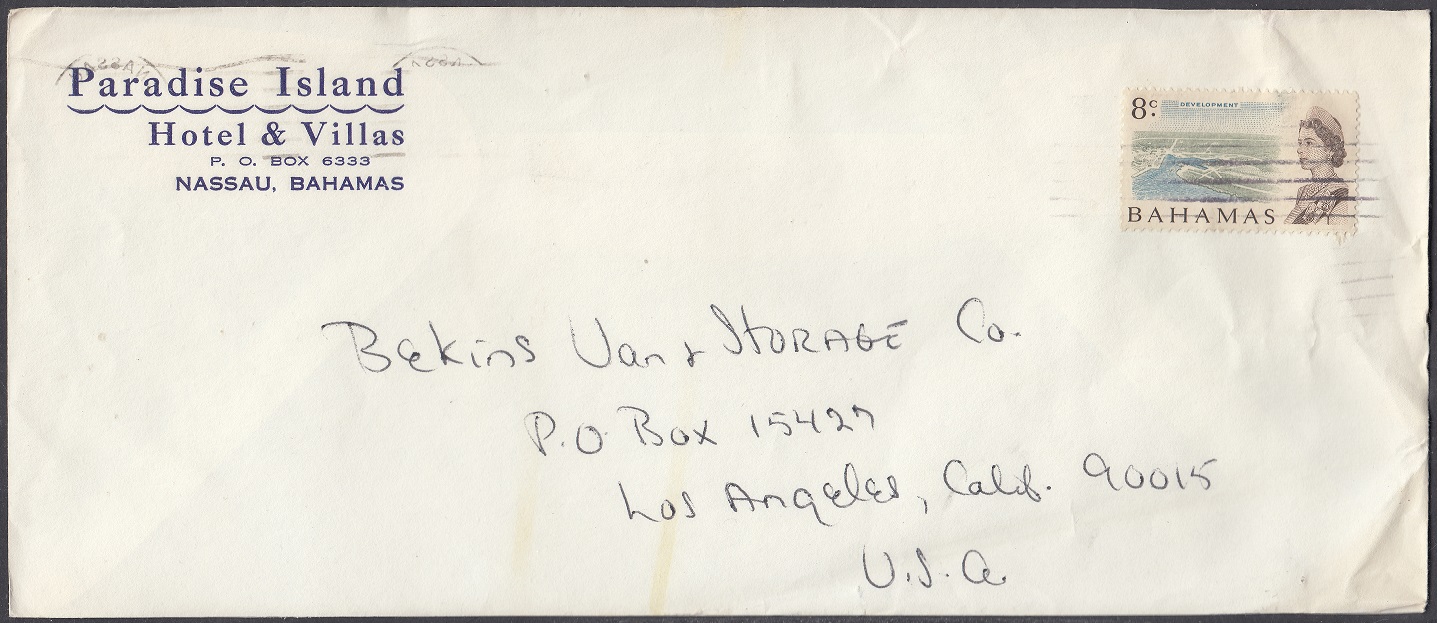 Paradise Island
Hotel & Villas
P. O. BOX 6333
NASSAU, BAHAMAS
8c
DEVELOPMENT
BAHAMAS
Bekins Van & STORAGE Co.
P.O. Box 15427
Los Angeles, Calif. 90015
U.S.A.